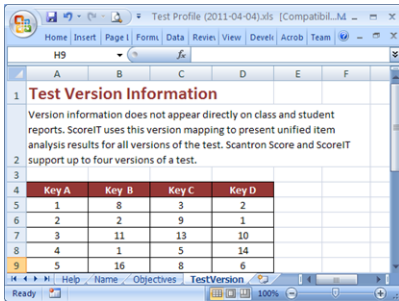 Test Profile (2011-04-04).xls [Compatibil...
Home Insert Page L Formu Data Review View Develo Acrob Team
H9 fx
A B C D E F
1 Test Version Information
Version information does not appear directly on class and student
reports. ScoreIT uses this version mapping to present unified item
analysis results for all versions of the test. Scantron Score and ScoreIT
2 support up to four versions of a test.
3
4 Key A Key B Key C Key D
5 1 8 3 2
6 2 2 9 1
7 3 11 13 10
8 4 1 5 14
9 5 16 8 6
Help Name Objectives TestVersion
Ready 100%